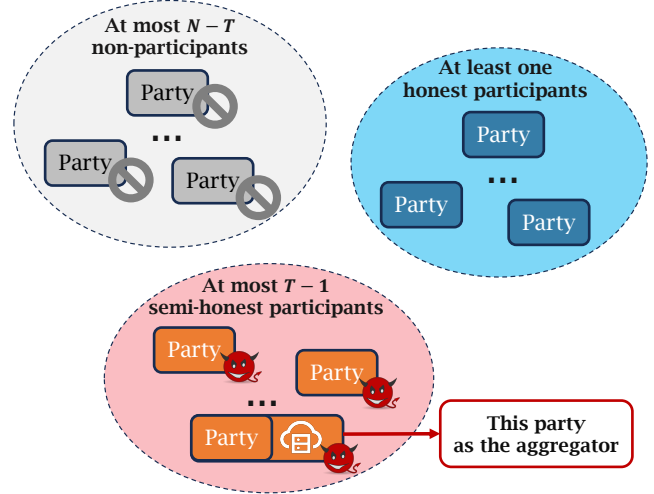 At most N − T
non-participants
Party
...
Party
Party
At least one
honest participants
Party
...
Party
Party
At most T − 1
semi-honest participants
Party
Party
...
Party
This party
as the aggregator